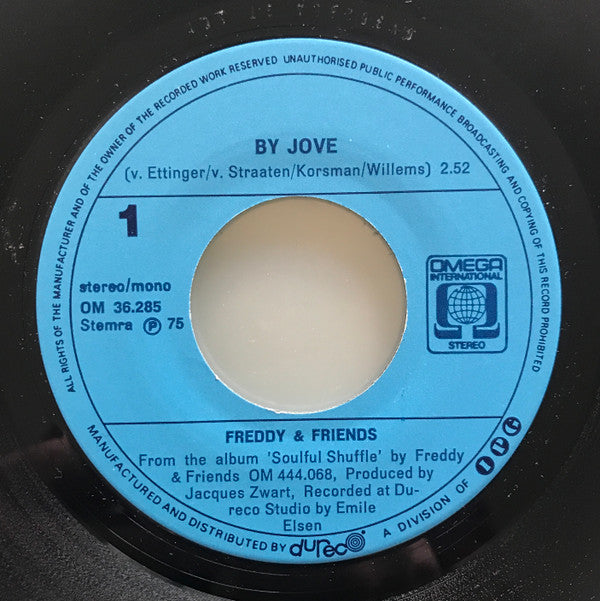 ALL RIGHTS OF THE MANUFACTURER AND OF THE OWNER OF THE RECORDED WORK RESERVED UNAUTHORISED PUBLIC PERFORMANCE BROADCASTING AND COPYING OF THIS RECORD PROHIBITED
BY JOVE
(v. Ettinger/v. Straaten/Korsman/Willems) 2.52
1
stereo/mono
OM 36.285
Stemra ℗ 75
OMEGA
INTERNATIONAL
STEREO
FREDDY & FRIENDS
From the album 'Soulful Shuffle' by Freddy
& Friends OM 444.068, Produced by
Jacques Zwart, Recorded at Du-
reco Studio by Emile
Elsen
MANUFACTURED AND DISTRIBUTED BY dureco A DIVISION OF